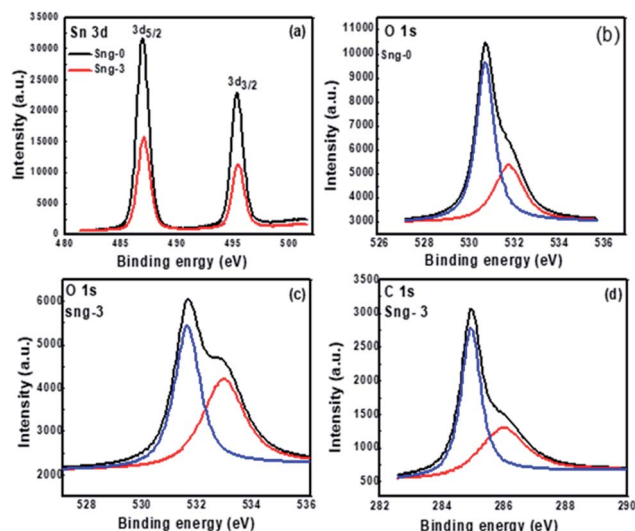 Sn 3d
3d5/2
(a)
Sng-0
Sng-3
3d3/2
35000
30000
25000
20000
15000
10000
5000
0
480
485
490
495
500
Intensity (a.u.)
Binding energy (eV)
O 1s
(b)
Sng-0
11000
10000
9000
8000
7000
6000
5000
4000
3000
526
528
530
532
534
536
Intensity (a.u.)
Binding energy (eV)
O 1s
(c)
sng-3
6000
5000
4000
3000
2000
528
530
532
534
536
Intensity (a.u.)
Binding energy (eV)
C 1s
(d)
Sng- 3
3500
3000
2500
2000
1500
1000
500
282
284
286
288
290
Intensity (a.u.)
Binding energy (eV)